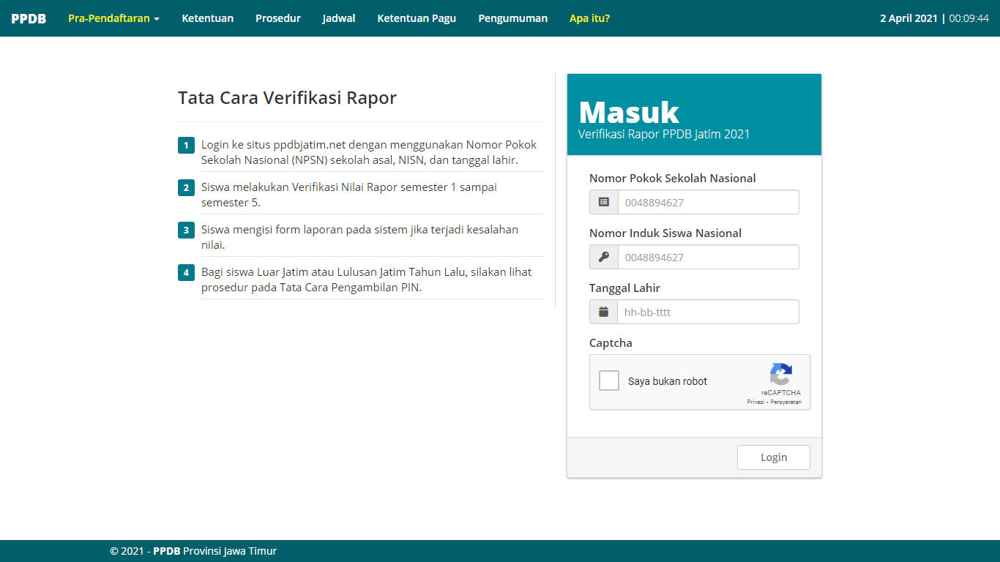 PPDB Pra-Pendaftaran Ketentuan Prosedur Jadwal Ketentuan Pagu Pengumuman Apa itu? 2 April 2021 | 00:09:44
Tata Cara Verifikasi Rapor
1 Login ke situs ppdbjatim.net dengan menggunakan Nomor Pokok
Sekolah Nasional (NPSN) sekolah asal, NISN, dan tanggal lahir.
2 Siswa melakukan Verifikasi Nilai Rapor semester 1 sampai
semester 5.
3 Siswa mengisi form laporan pada sistem jika terjadi kesalahan
nilai.
4 Bagi siswa Luar Jatim atau Lulusan Jatim Tahun Lalu, silakan lihat
prosedur pada Tata Cara Pengambilan PIN.
Masuk
Verifikasi Rapor PPDB Jatim 2021
Nomor Pokok Sekolah Nasional
0048894627
Nomor Induk Siswa Nasional
0048894627
Tanggal Lahir
hh-bb-tttt
Captcha
Saya bukan robot
reCAPTCHA
Privasi - Persyaratan
Login
© 2021 - PPDB Provinsi Jawa Timur